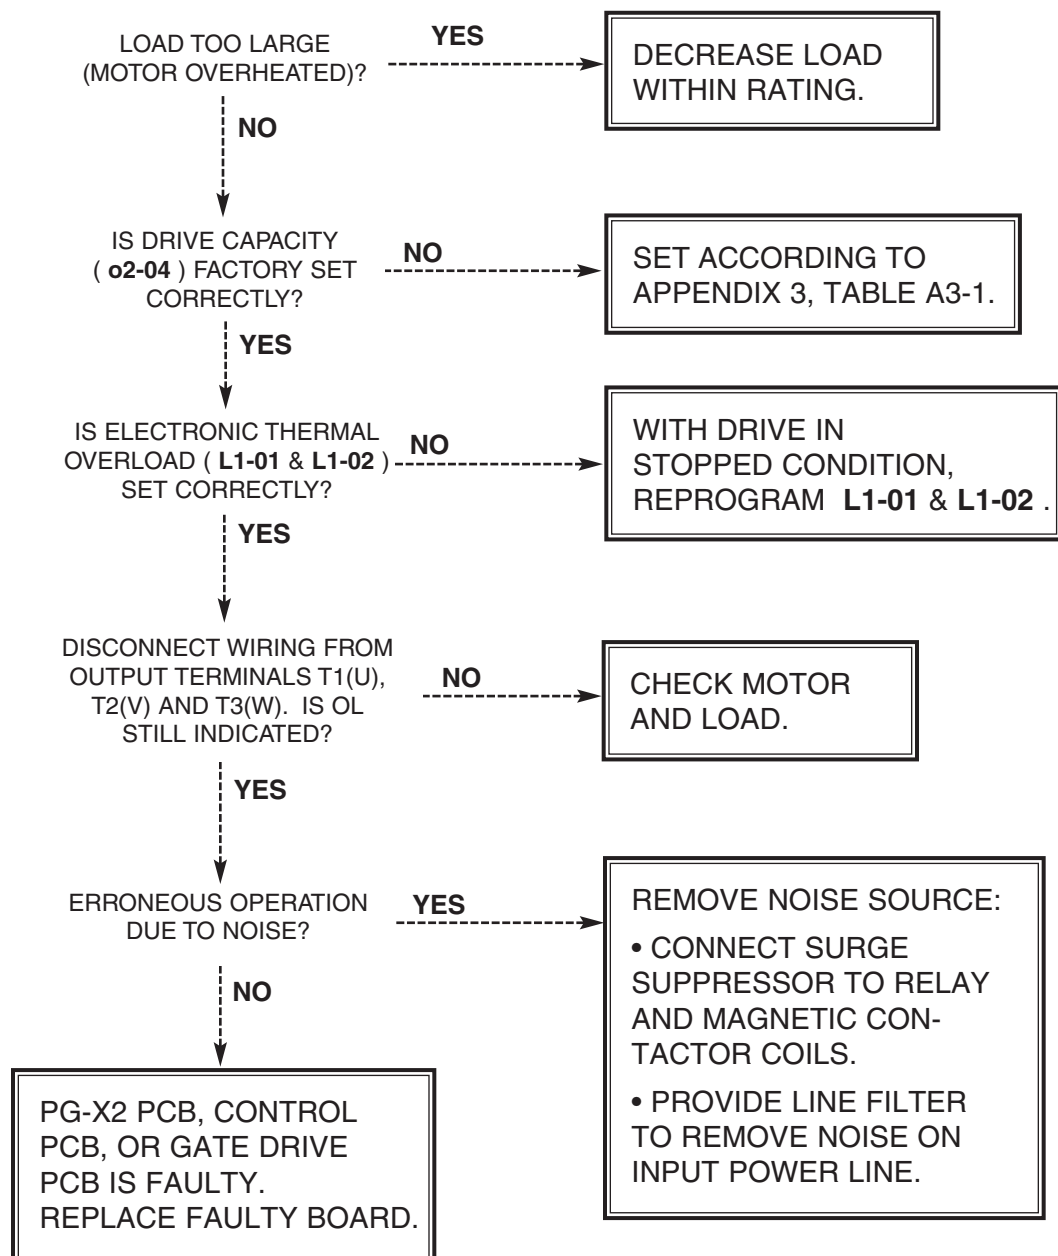 LOAD TOO LARGE
(MOTOR OVERHEATED)?
YES
DECREASE LOAD
WITHIN RATING.
NO
IS DRIVE CAPACITY
( o2-04 ) FACTORY SET
CORRECTLY?
NO
SET ACCORDING TO
APPENDIX 3, TABLE A3-1.
YES
IS ELECTRONIC THERMAL
OVERLOAD ( L1-01 & L1-02 )
SET CORRECTLY?
NO
WITH DRIVE IN
STOPPED CONDITION,
REPROGRAM L1-01 & L1-02 .
YES
DISCONNECT WIRING FROM
OUTPUT TERMINALS T1(U),
T2(V) AND T3(W). IS OL
STILL INDICATED?
NO
CHECK MOTOR
AND LOAD.
YES
ERRONEOUS OPERATION
DUE TO NOISE?
YES
REMOVE NOISE SOURCE:
• CONNECT SURGE
SUPPRESSOR TO RELAY
AND MAGNETIC CON-
TACTOR COILS.
• PROVIDE LINE FILTER
TO REMOVE NOISE ON
INPUT POWER LINE.
NO
PG-X2 PCB, CONTROL
PCB, OR GATE DRIVE
PCB IS FAULTY.
REPLACE FAULTY BOARD.